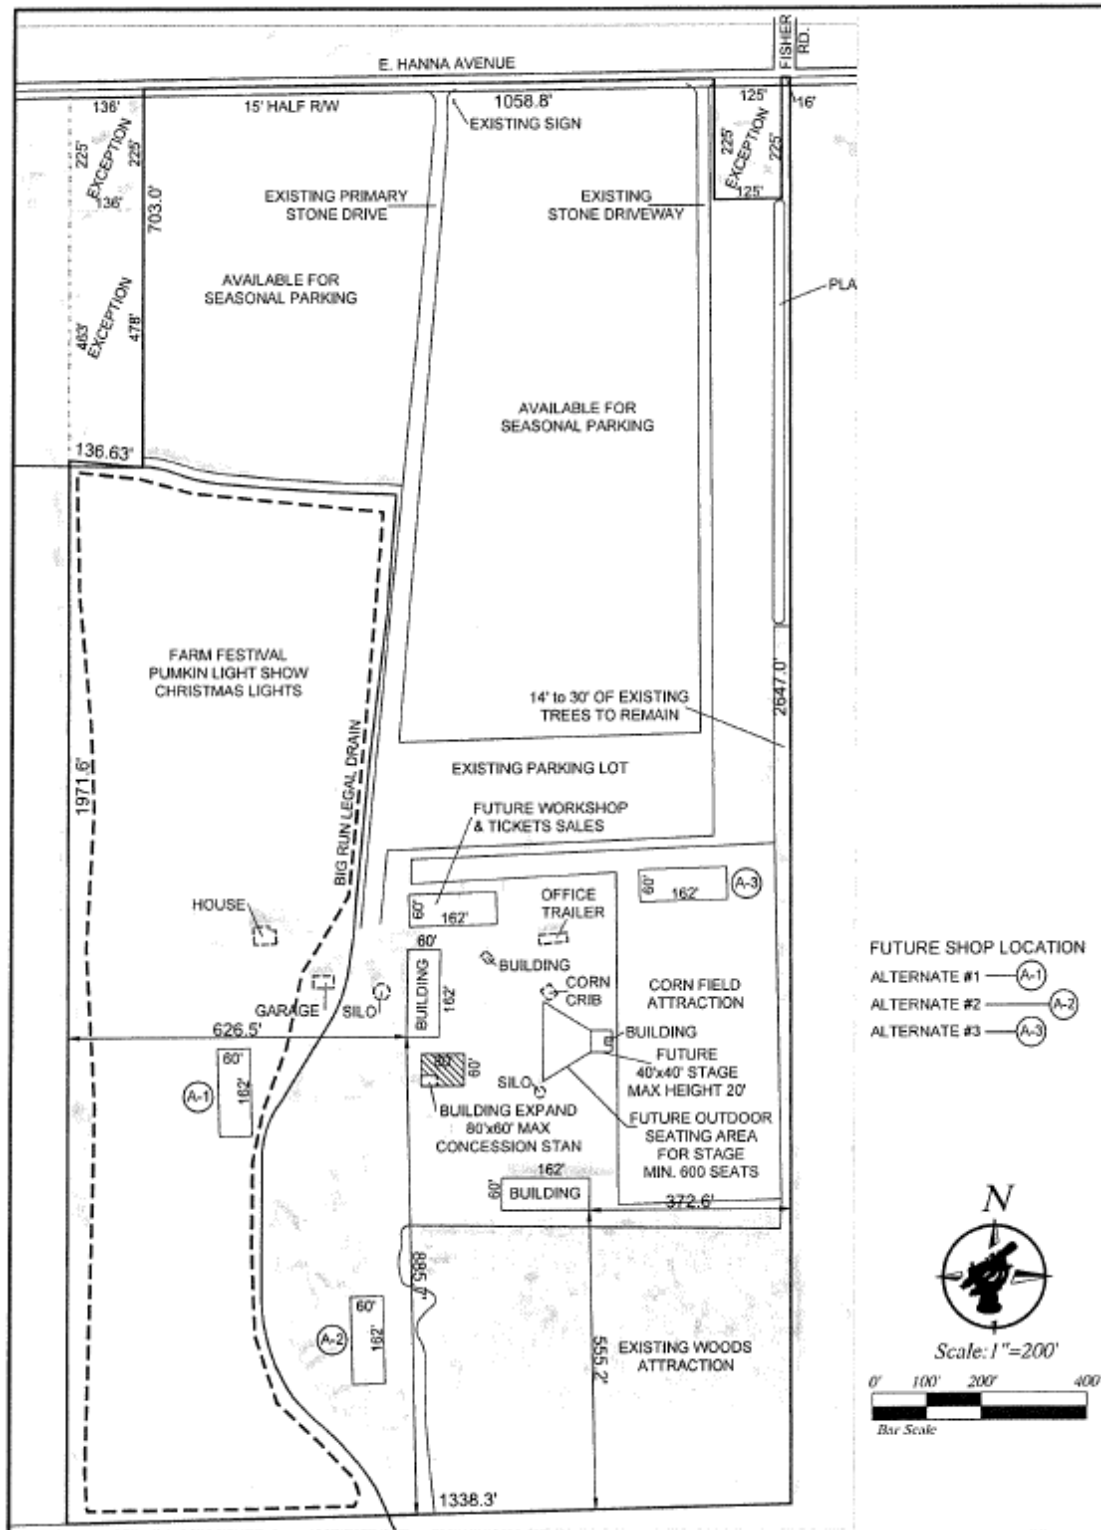 FISHER
RD.
E. HANNA AVENUE
136'
15' HALF R/W
1058.8'
125'
16'
EXISTING SIGN
225'
EXCEPTION
225'
136'
225'
EXCEPTION
225'
125'
703.0'
EXISTING PRIMARY
STONE DRIVE
EXISTING
STONE DRIVEWAY
AVAILABLE FOR
SEASONAL PARKING
PLA
463'
EXCEPTION
478'
AVAILABLE FOR
SEASONAL PARKING
136.63'
FARM FESTIVAL
PUMKIN LIGHT SHOW
CHRISTMAS LIGHTS
14' to 30' OF EXISTING
TREES TO REMAIN
2647.0'
1971.6'
BIG RUN LEGAL DRAIN
EXISTING PARKING LOT
FUTURE WORKSHOP
& TICKETS SALES
60'
162'
60'
162'
A-3
HOUSE
OFFICE
TRAILER
60'
BUILDING
162'
BUILDING
CORN
CRIB
CORN FIELD
ATTRACTION
GARAGE
SILO
626.5'
BUILDING
FUTURE
40'x40' STAGE
MAX HEIGHT 20'
60'
162'
A-1
80'
60'
SILO
BUILDING EXPAND
80'x60' MAX
CONCESSION STAN
FUTURE OUTDOOR
SEATING AREA
FOR STAGE
MIN. 600 SEATS
162'
60'
BUILDING
372.6'
885.7'
60'
162'
A-2
555.2'
EXISTING WOODS
ATTRACTION
1338.3'
FUTURE SHOP LOCATION
ALTERNATE #1 A-1
ALTERNATE #2 A-2
ALTERNATE #3 A-3
N
Scale: 1"=200'
0' 100' 200' 400'
Bar Scale